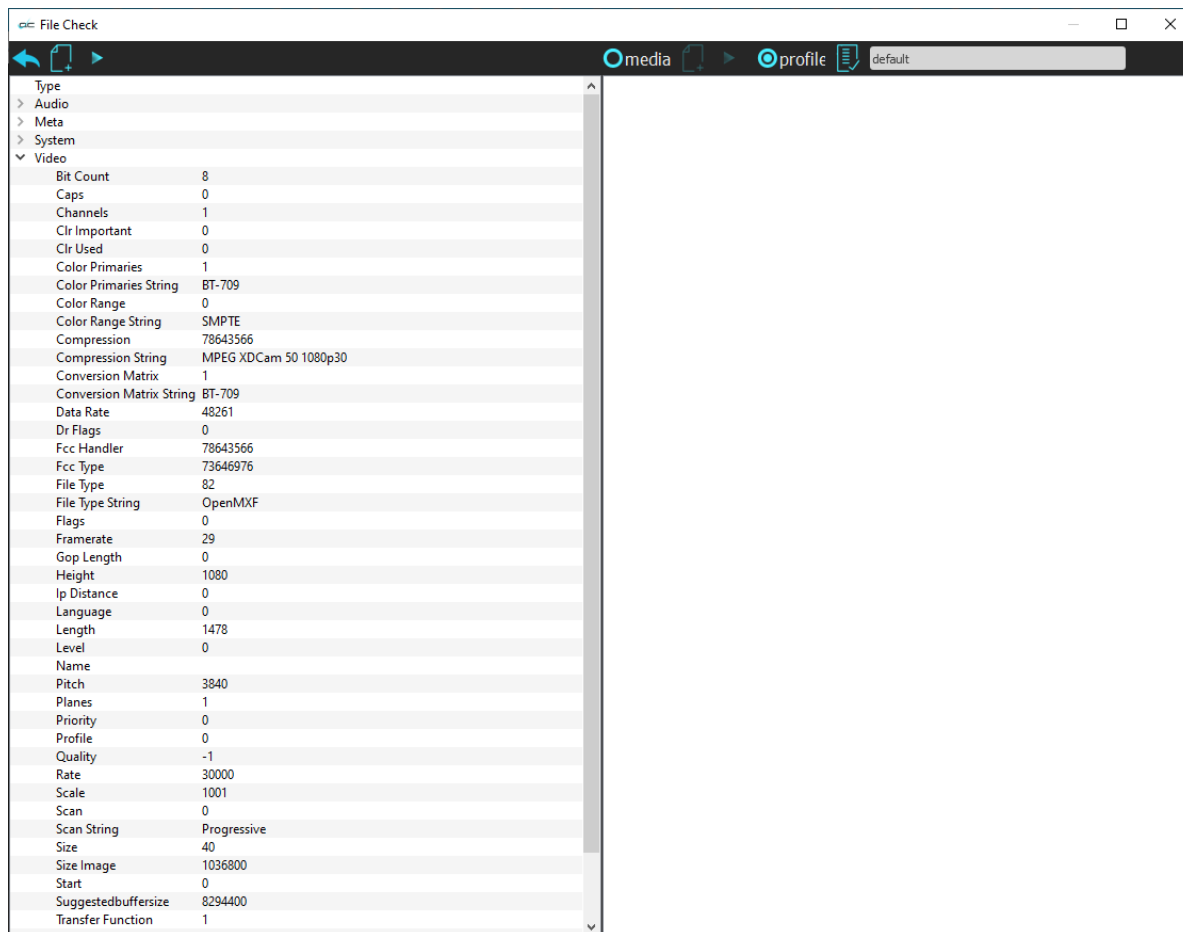 File Check
media profile default
Type
Audio
Meta
System
Video
Bit Count 8
Caps 0
Channels 1
Clr Important 0
Clr Used 0
Color Primaries 1
Color Primaries String BT-709
Color Range 0
Color Range String SMPTE
Compression 78643566
Compression String MPEG XDCam 50 1080p30
Conversion Matrix 1
Conversion Matrix String BT-709
Data Rate 48261
Dr Flags 0
Fcc Handler 78643566
Fcc Type 73646976
File Type 82
File Type String OpenMXF
Flags 0
Framerate 29
Gop Length 0
Height 1080
Ip Distance 0
Language 0
Length 1478
Level 0
Name
Pitch 3840
Planes 1
Priority 0
Profile 0
Quality -1
Rate 30000
Scale 1001
Scan 0
Scan String Progressive
Size 40
Size Image 1036800
Start 0
Suggestedbuffersize 8294400
Transfer Function 1